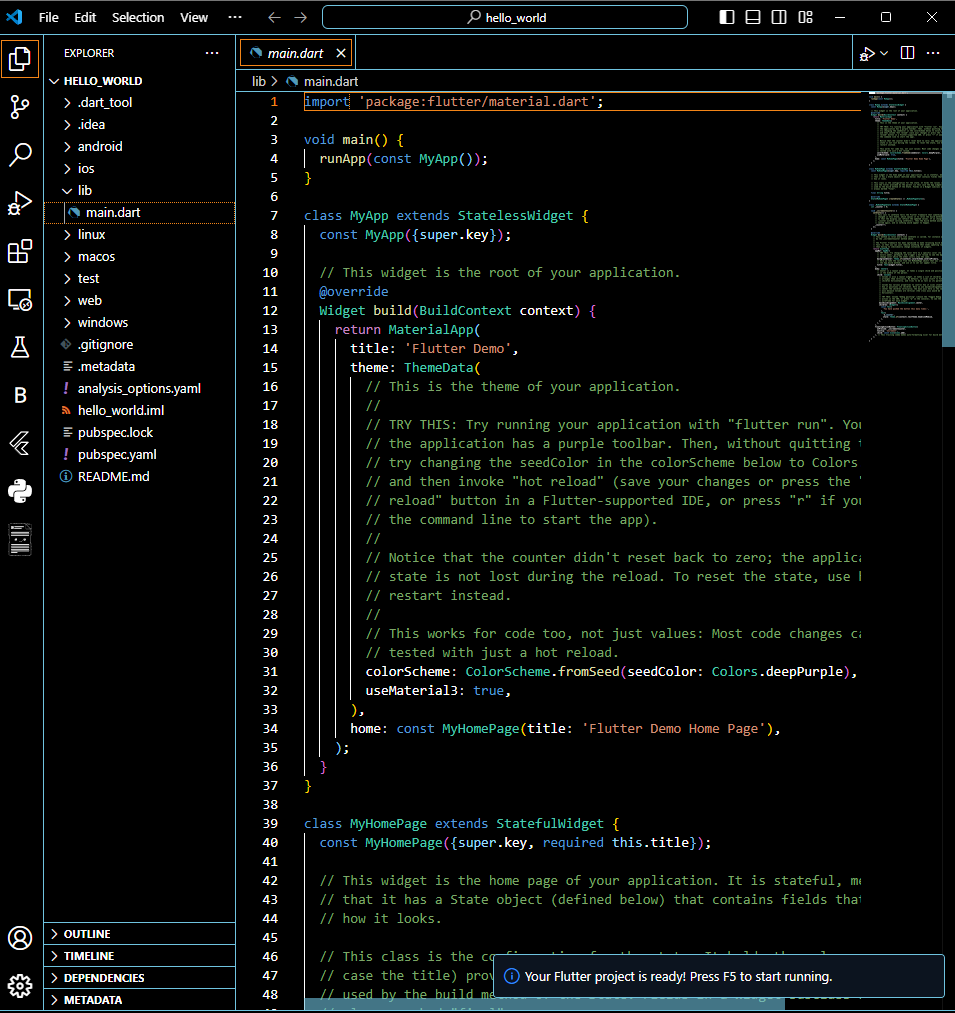 File Edit Selection View ··· hello_world
EXPLORER ···
HELLO_WORLD
.dart_tool
.idea
android
ios
lib
main.dart
linux
macos
test
web
windows
.gitignore
.metadata
! analysis_options.yaml
hello_world.iml
pubspec.lock
! pubspec.yaml
README.md
B
OUTLINE
TIMELINE
DEPENDENCIES
METADATA
main.dart
lib > main.dart
1 import 'package:flutter/material.dart';
2
3 void main() {
4 runApp(const MyApp());
5 }
6
7 class MyApp extends StatelessWidget {
8 const MyApp({super.key});
9
10 // This widget is the root of your application.
11 @override
12 Widget build(BuildContext context) {
13 return MaterialApp(
14 title: 'Flutter Demo',
15 theme: ThemeData(
16 // This is the theme of your application.
17 //
18 // TRY THIS: Try running your application with "flutter run". You
19 // the application has a purple toolbar. Then, without quitting
20 // try changing the seedColor in the colorScheme below to Colors
21 // and then invoke "hot reload" (save your changes or press the "
22 // reload" button in a Flutter-supported IDE, or press "r" if you
23 // the command line to start the app).
24 //
25 // Notice that the counter didn't reset back to zero; the applica
26 // state is not lost during the reload. To reset the state, use
27 // restart instead.
28 //
29 // This works for code too, not just values: Most code changes ca
30 // tested with just a hot reload.
31 colorScheme: ColorScheme.fromSeed(seedColor: Colors.deepPurple),
32 useMaterial3: true,
33 ),
34 home: const MyHomePage(title: 'Flutter Demo Home Page'),
35 );
36 }
37 }
38
39 class MyHomePage extends StatefulWidget {
40 const MyHomePage({super.key, required this.title});
41
42 // This widget is the home page of your application. It is stateful, me
43 // that it has a State object (defined below) that contains fields that
44 // how it looks.
45
46 // This class is the
47 // case the title)
48 // used by the build
Your Flutter project is ready! Press F5 to start running.